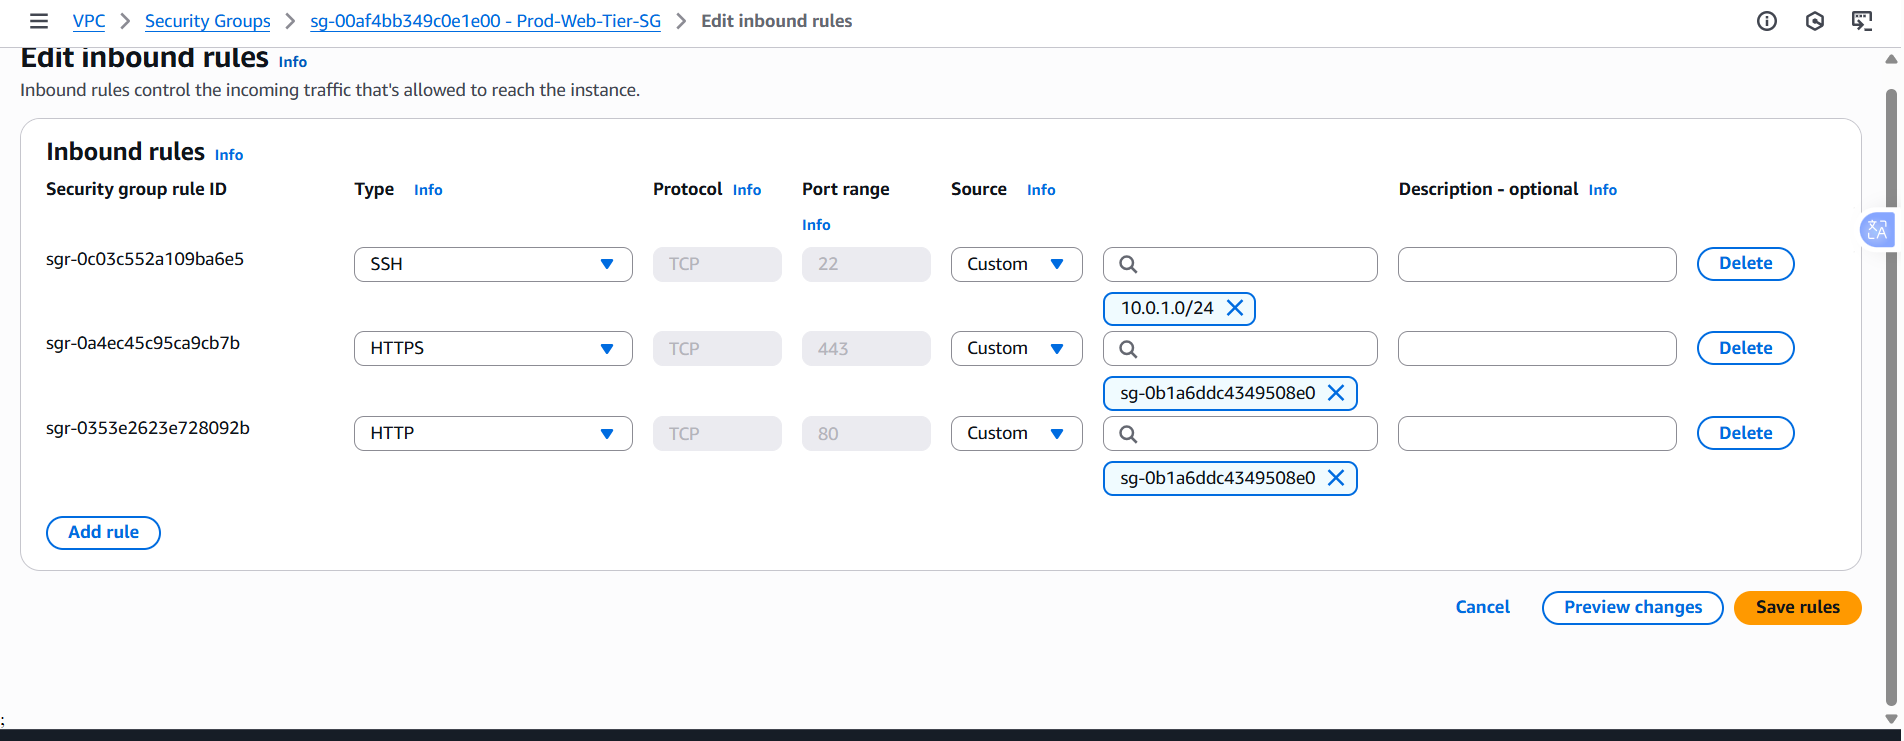 VPC > Security Groups > sg-00af4bb349c0e1e00 - Prod-Web-Tier-SG > Edit inbound rules
Edit inbound rules Info
Inbound rules control the incoming traffic that's allowed to reach the instance.
Inbound rules Info
Security group rule ID Type Info Protocol Info Port range Info Source Info Description - optional Info
sgr-0c03c552a109ba6e5 SSH TCP 22 Custom Delete
10.0.1.0/24
sgr-0a4ec45c95ca9cb7b HTTPS TCP 443 Custom Delete
sg-0b1a6ddc4349508e0
sgr-0353e2623e728092b HTTP TCP 80 Custom Delete
sg-0b1a6ddc4349508e0
Add rule
Cancel Preview changes Save rules
;